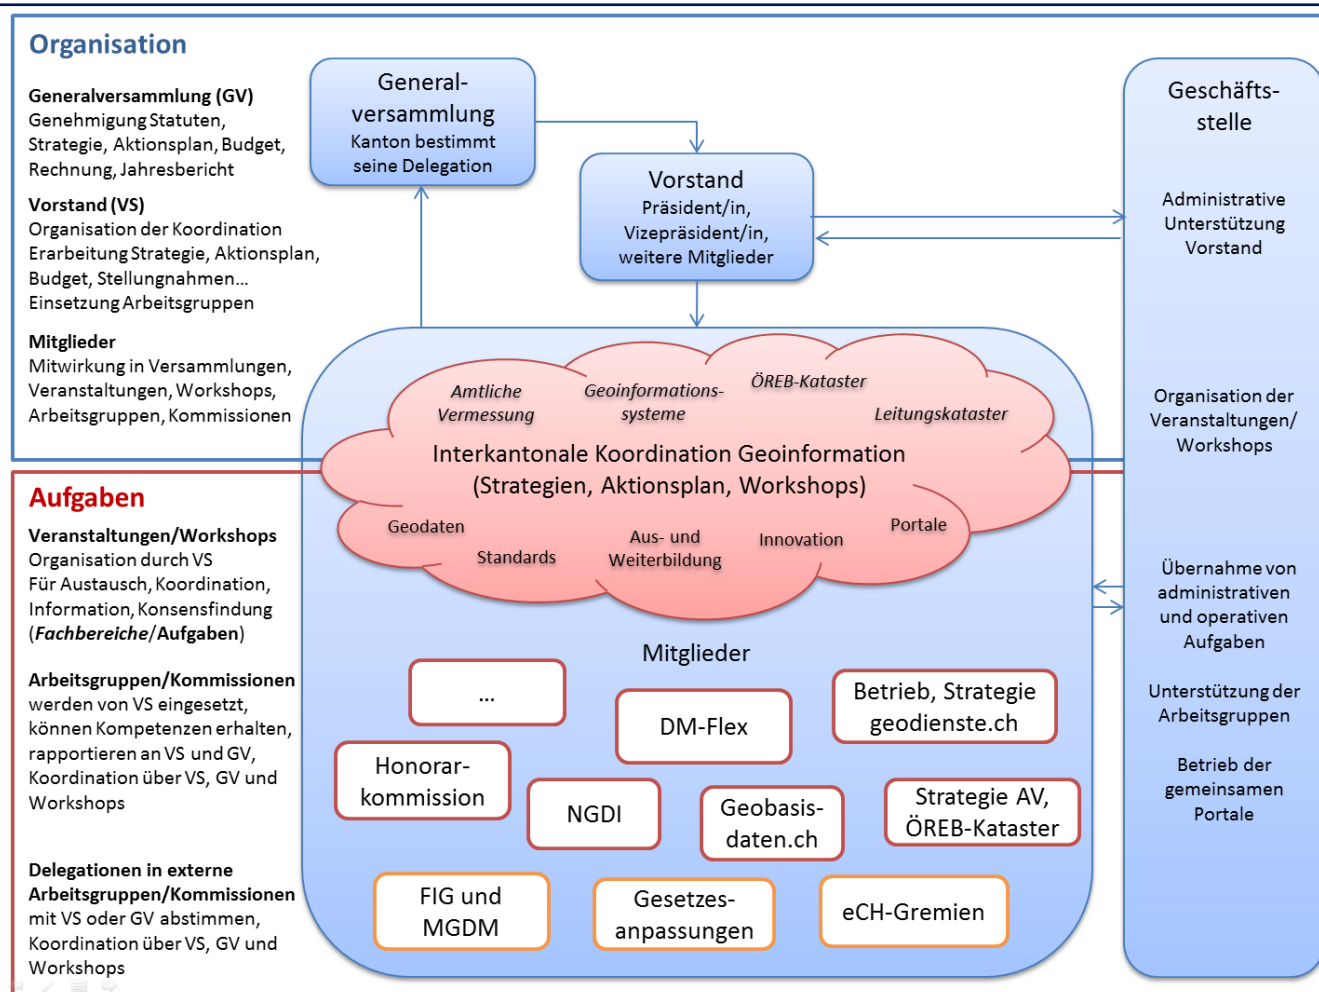 Organisation
Generalversammlung (GV)
Genehmigung Statuten,
Strategie, Aktionsplan, Budget,
Rechnung, Jahresbericht
Vorstand (VS)
Organisation der Koordination
Erarbeitung Strategie, Aktionsplan,
Budget, Stellungnahmen...
Einsetzung Arbeitsgruppen
Mitglieder
Mitwirkung in Versammlungen,
Veranstaltungen, Workshops,
Arbeitsgruppen, Kommissionen
General-
versammlung
Kanton bestimmt
seine Delegation
Vorstand
Präsident/in,
Vizepräsident/in,
weitere Mitglieder
Geschäfts-
stelle
Administrative
Unterstützung
Vorstand
Organisation der
Veranstaltungen/
Workshops
Übernahme von
administrativen
und operativen
Aufgaben
Unterstützung der
Arbeitsgruppen
Betrieb der
gemeinsamen
Portale
Amtliche
Vermessung
Geoinformations-
systeme
ÖREB-Kataster
Leitungskataster
Interkantonale Koordination Geoinformation
(Strategien, Aktionsplan, Workshops)
Geodaten
Standards
Aus- und
Weiterbildung
Innovation
Portale
Aufgaben
Veranstaltungen/Workshops
Organisation durch VS
Für Austausch, Koordination,
Information, Konsensfindung
(Fachbereiche/Aufgaben)
Arbeitsgruppen/Kommissionen
werden von VS eingesetzt,
können Kompetenzen erhalten,
rapportieren an VS und GV,
Koordination über VS, GV und
Workshops
Delegationen in externe
Arbeitsgruppen/Kommissionen
mit VS oder GV abstimmen,
Koordination über VS, GV und
Workshops
Mitglieder
...
DM-Flex
Betrieb, Strategie
geodienste.ch
Honorar-
kommission
NGDI
Geobasis-
daten.ch
Strategie AV,
ÖREB-Kataster
FIG und
MGDM
Gesetzes-
anpassungen
eCH-Gremien